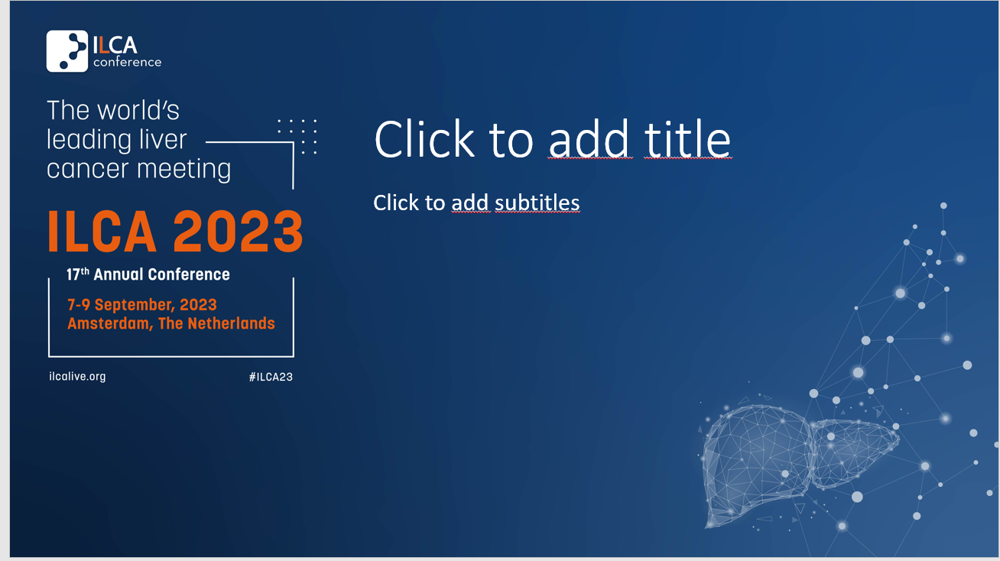 ILCA
conference
The world's
leading liver
cancer meeting
ILCA 2023
17th Annual Conference
7-9 September, 2023
Amsterdam, The Netherlands
ilcalive.org
#ILCA23
Click to add title
Click to add subtitles